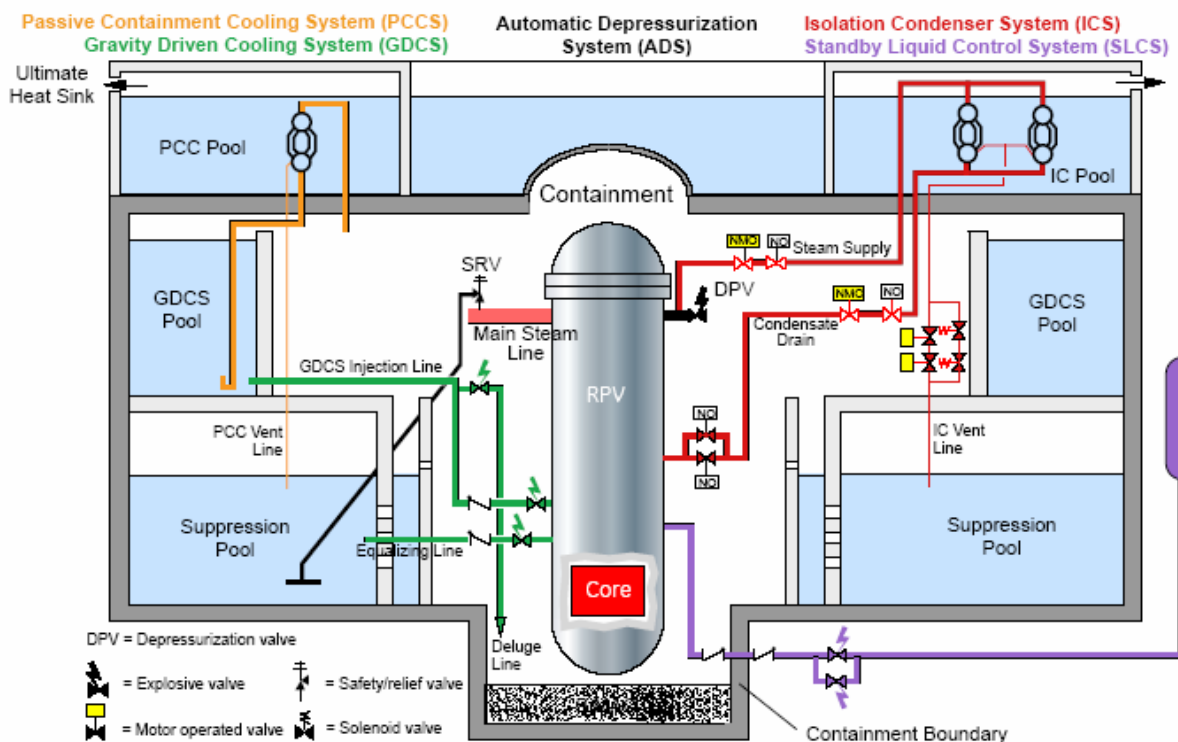 Passive Containment Cooling System (PCCS)
Gravity Driven Cooling System (GDCS)
Automatic Depressurization
System (ADS)
Isolation Condenser System (ICS)
Standby Liquid Control System (SLCS)
Ultimate
Heat Sink
PCC Pool
IC Pool
Containment
NMO
NO
Steam Supply
SRV
DPV
GDCS
Pool
Main Steam
Line
NMO
NO
Condensate
Drain
GDCS
Pool
GDCS Injection Line
RPV
NO
NO
PCC Vent
Line
IC Vent
Line
Suppression
Pool
Equalizing Line
Suppression
Pool
Core
Deluge
Line
DPV = Depressurization valve
= Explosive valve
= Safety/relief valve
= Motor operated valve
= Solenoid valve
Containment Boundary